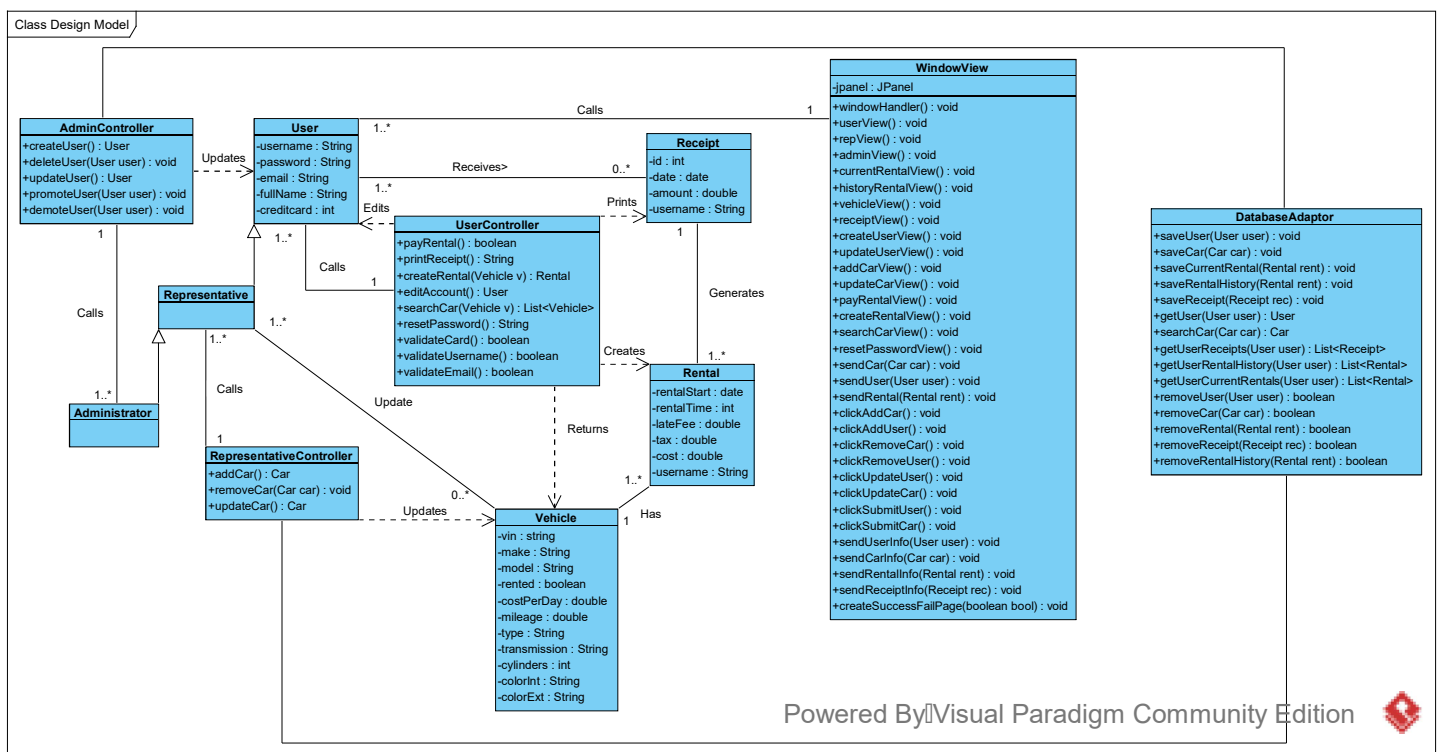 Class Design Model
AdminController
+createUser() : User
+deleteUser(User user) : void
+updateUser() : User
+promoteUser(User user) : void
+demoteUser(User user) : void
Updates
User
-username : String
-password : String
-email : String
-fullName : String
-creditcard : int
Calls
1..*
1
Receives>
1..*
0..*
Receipt
-id : int
-date : date
-amount : double
-username : String
WindowView
-jpanel : JPanel
+windowHandler() : void
+userView() : void
+repView() : void
+adminView() : void
+currentRentalView() : void
+historyRentalView() : void
+vehicleView() : void
+receiptView() : void
+createUserView() : void
+updateUserView() : void
+addCarView() : void
+updateCarView() : void
+payRentalView() : void
+createRentalView() : void
+searchCarView() : void
+resetPasswordView() : void
+sendCar(Car car) : void
+sendUser(User user) : void
+sendRental(Rental rent) : void
+clickAddCar() : void
+clickAddUser() : void
+clickRemoveCar() : void
+clickRemoveUser() : void
+clickUpdateUser() : void
+clickUpdateCar() : void
+clickSubmitUser() : void
+clickSubmitCar() : void
+sendUserInfo(User user) : void
+sendCarInfo(Car car) : void
+sendRentalInfo(Rental rent) : void
+sendReceiptInfo(Receipt rec) : void
+createSuccessFailPage(boolean bool) : void
DatabaseAdaptor
+saveUser(User user) : void
+saveCar(Car car) : void
+saveCurrentRental(Rental rent) : void
+saveRentalHistory(Rental rent) : void
+saveReceipt(Receipt rec) : void
+getUser(User user) : User
+searchCar(Car car) : Car
+getUserReceipts(User user) : List<Receipt>
+getUserRentalHistory(User user) : List<Rental>
+getUserCurrentRentals(User user) : List<Rental>
+removeUser(User user) : boolean
+removeCar(Car car) : boolean
+removeRental(Rental rent) : boolean
+removeReceipt(Receipt rec) : boolean
+removeRentalHistory(Rental rent) : boolean
Edits
Prints
UserController
+payRental() : boolean
+printReceipt() : String
+createRental(Vehicle v) : Rental
+editAccount() : User
+searchCar(Vehicle v) : List<Vehicle>
+resetPassword() : String
+validateCard() : boolean
+validateUsername() : boolean
+validateEmail() : boolean
1
1..*
1
Calls
1
Generates
1..*
Calls
1..*
Representative
1..*
1..*
Creates
Rental
-rentalStart : date
-rentalTime : int
-lateFee : double
-tax : double
-cost : double
-username : String
Calls
1
Update
Returns
Administrator
RepresentativeController
+addCar() : Car
+removeCar(Car car) : void
+updateCar() : Car
Updates
0..*
1..*
1
Has
Vehicle
-vin : string
-make : String
-model : String
-rented : boolean
-costPerDay : double
-mileage : double
-type : String
-transmission : String
-cylinders : int
-colorInt : String
-colorExt : String
Powered By Visual Paradigm Community Edition